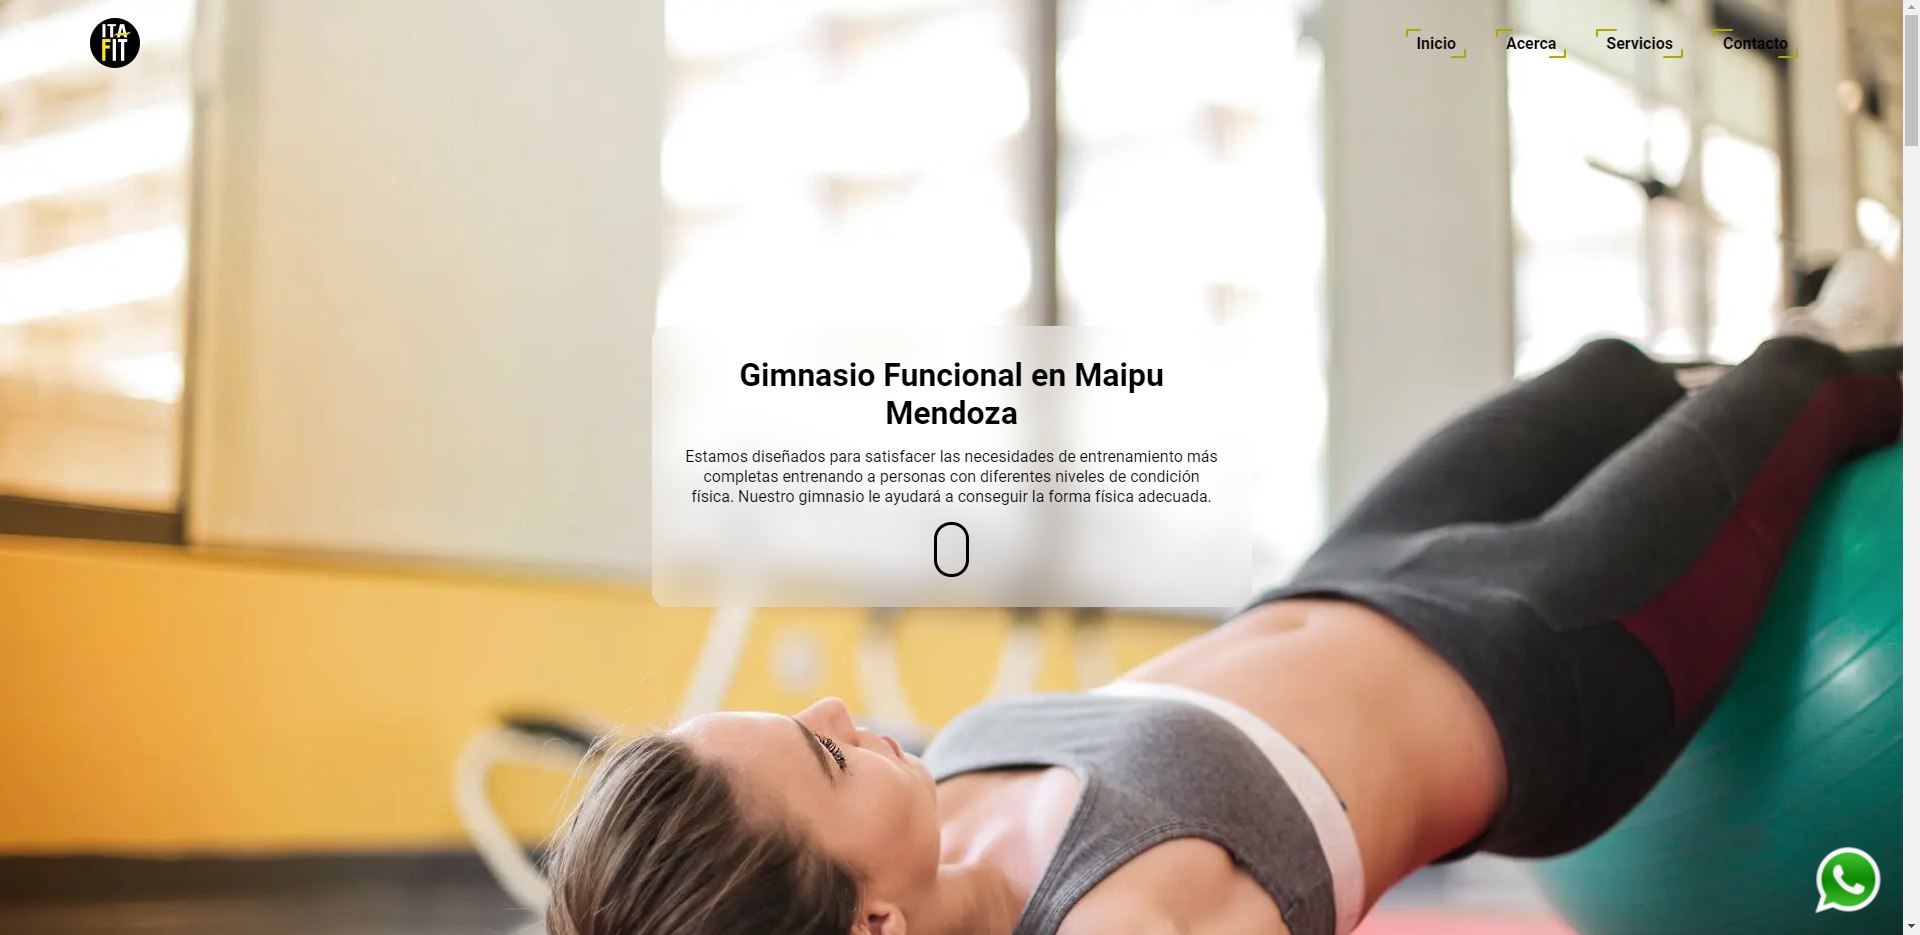 ITA
FIT
Inicio
Acerca
Servicios
Contacto
Gimnasio Funcional en Maipu
Mendoza
Estamos diseñados para satisfacer las necesidades de entrenamiento más
completas entrenando a personas con diferentes niveles de condición
física. Nuestro gimnasio le ayudará a conseguir la forma física adecuada.